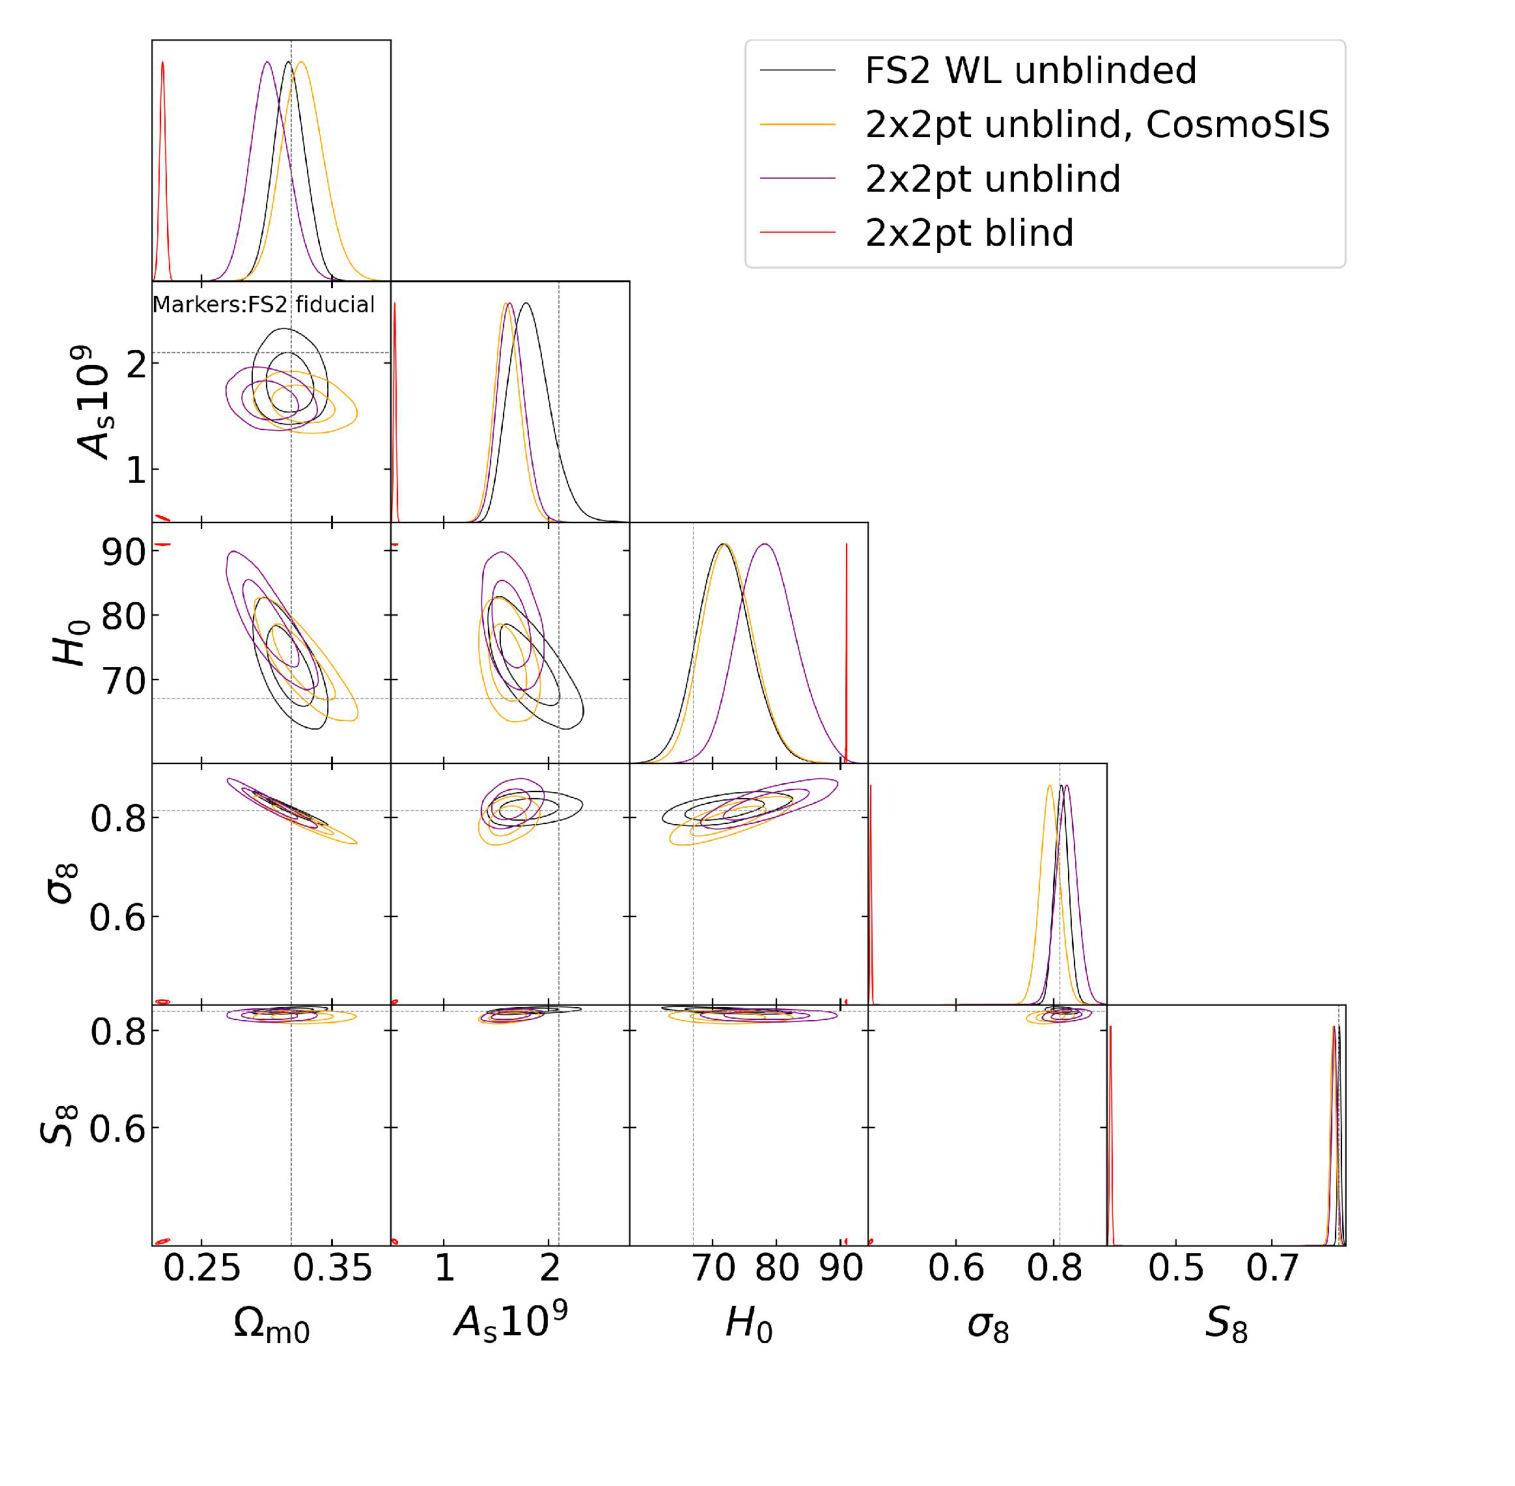 FS2 WL unblinded
2x2pt unblind, CosmoSIS
2x2pt unblind
2x2pt blind
Markers:FS2 fiducial
A_s10^9
2
1
H_0
90
80
70
σ_8
0.8
0.6
S_8
0.8
0.6
0.25 0.35 1 2 70 80 90 0.6 0.8 0.5 0.7
Ω_m0 A_s10^9 H_0 σ_8 S_8